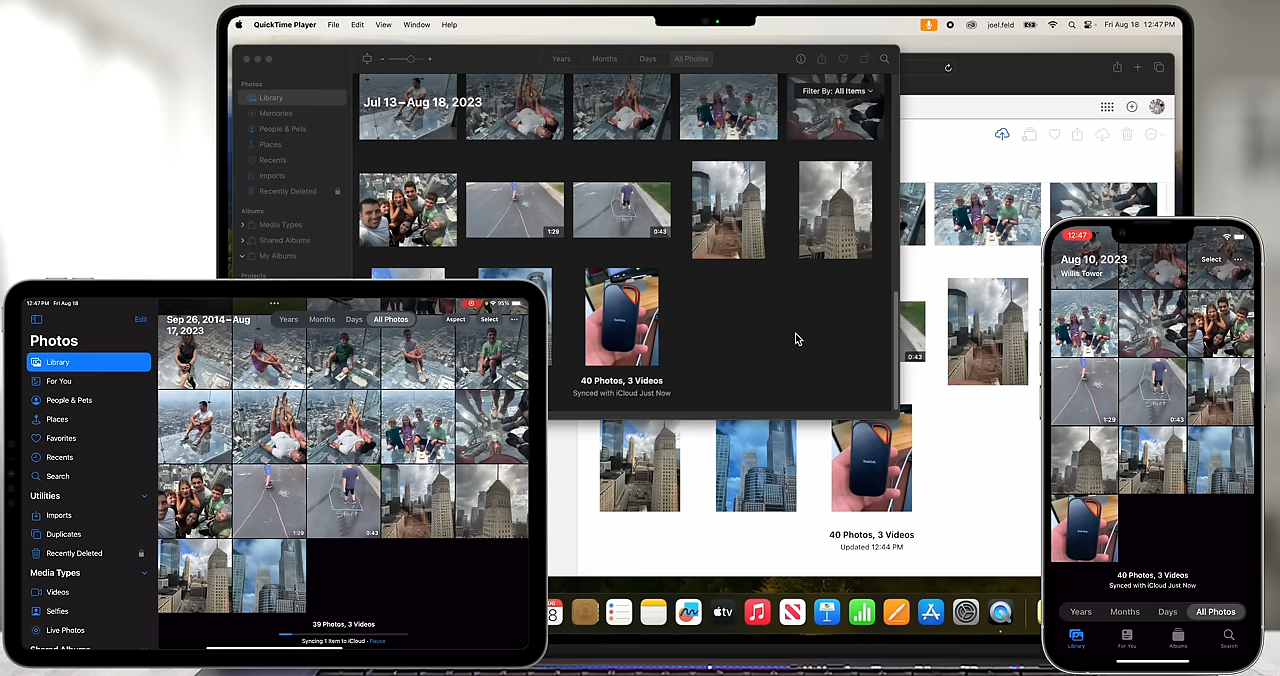 QuickTime Player File Edit View Window Help
joel.feld
Fri Aug 18 12:47 PM
Years Months Days All Photos
Photos
Library
Memories
People & Pets
Places
Recents
Imports
Recently Deleted
Albums
Media Types
Shared Albums
My Albums
Projects
Jul 13–Aug 18, 2023
Filter By: All Items
1:29
0:43
40 Photos, 3 Videos
Synced with iCloud Just Now
0:43
40 Photos, 3 Videos
Updated 12:44 PM
8
tv
12:47 PM Fri Aug 18
95%
Edit
Photos
Library
For You
People & Pets
Places
Favorites
Recents
Search
Utilities
Imports
Duplicates
Recently Deleted
Media Types
Videos
Selfies
Live Photos
Shared Albums
Sep 26, 2014–Aug
17, 2023
Years Months Days All Photos
Aspect Select
1:29
0:43
39 Photos, 3 Videos
Syncing 1 Item to iCloud · Pause
12:47
Aug 10, 2023
Willis Tower
Select
1:29
0:43
40 Photos, 3 Videos
Synced with iCloud Just Now
Years Months Days All Photos
Library For You Albums Search